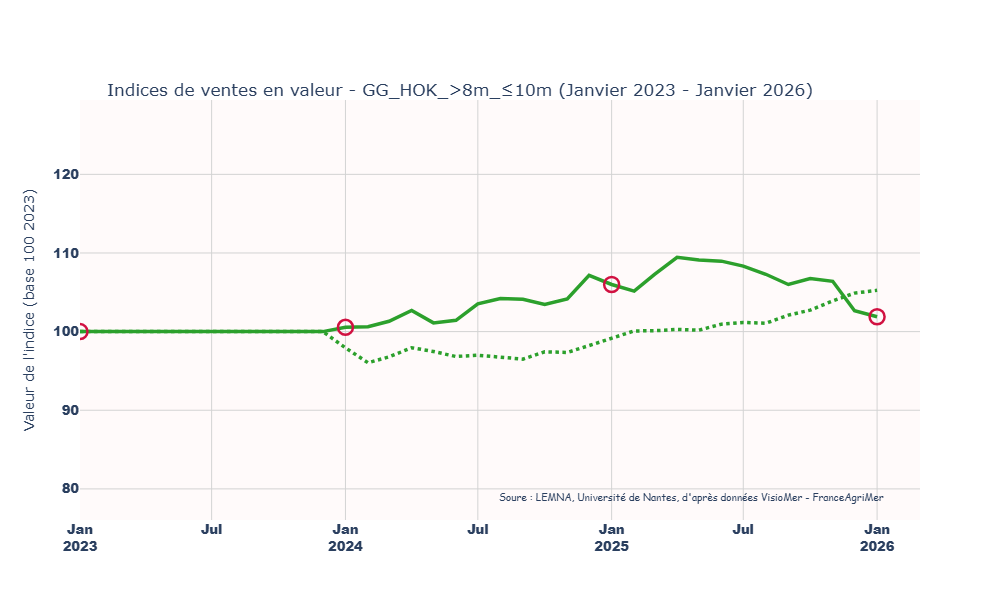 Indices de ventes en valeur - GG_HOK_>8m_≤10m (Janvier 2023 - Janvier 2026)
Valeur de l'Indice (base 100 2023)
120
110
100
90
80
Soure : LEMNA, Université de Nantes, d'après données VisioMer - FranceAgriMer
Jan Jul Jan Jul Jan Jul Jan
2023 2024 2025 2026